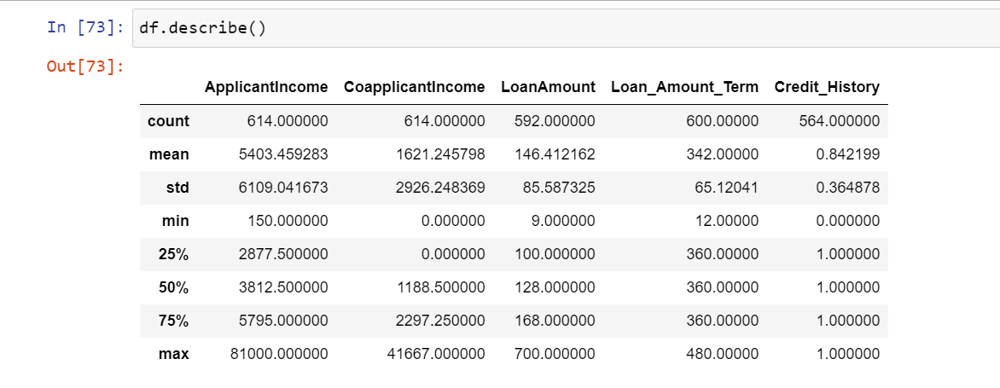 In [73]: df.describe()
Out[73]:
ApplicantIncome CoapplicantIncome LoanAmount Loan_Amount_Term Credit_History
count 614.000000 614.000000 592.000000 600.00000 564.000000
mean 5403.459283 1621.245798 146.412162 342.00000 0.842199
std 6109.041673 2926.248369 85.587325 65.12041 0.364878
min 150.000000 0.000000 9.000000 12.00000 0.000000
25% 2877.500000 0.000000 100.000000 360.00000 1.000000
50% 3812.500000 1188.500000 128.000000 360.00000 1.000000
75% 5795.000000 2297.250000 168.000000 360.00000 1.000000
max 81000.000000 41667.000000 700.000000 480.00000 1.000000